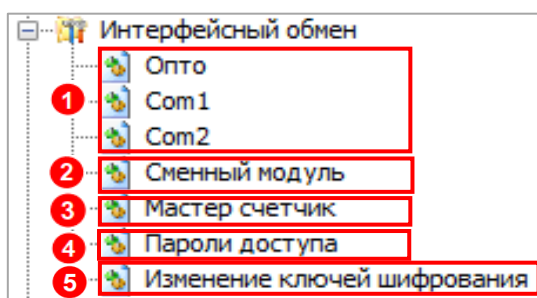 Интерфейсный обмен
Опто
1 Com1
Com2
2 Сменный модуль
3 Мастер счетчик
4 Пароли доступа
5 Изменение ключей шифрования